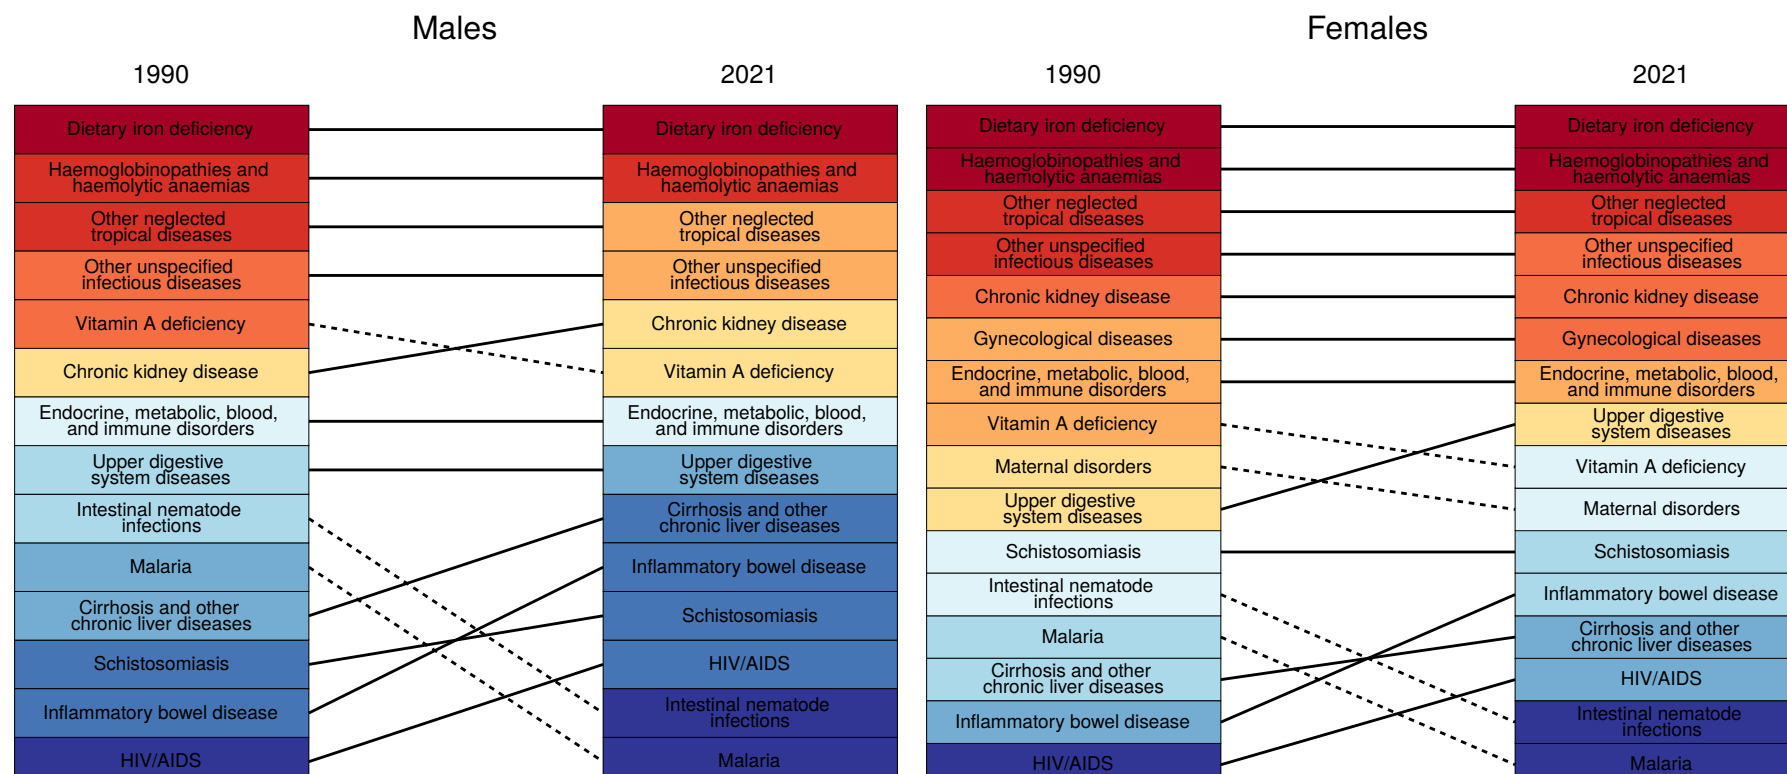 Males
1990
2021
Dietary iron deficiency
Haemoglobinopathies and
haemolytic anaemias
Other neglected
tropical diseases
Other unspecified
infectious diseases
Vitamin A deficiency
Chronic kidney disease
Endocrine, metabolic, blood,
and immune disorders
Upper digestive
system diseases
Intestinal nematode
infections
Malaria
Cirrhosis and other
chronic liver diseases
Schistosomiasis
Inflammatory bowel disease
HIV/AIDS
Dietary iron deficiency
Haemoglobinopathies and
haemolytic anaemias
Other neglected
tropical diseases
Other unspecified
infectious diseases
Chronic kidney disease
Vitamin A deficiency
Endocrine, metabolic, blood,
and immune disorders
Upper digestive
system diseases
Cirrhosis and other
chronic liver diseases
Inflammatory bowel disease
Schistosomiasis
HIV/AIDS
Intestinal nematode
infections
Malaria
Females
1990
2021
Dietary iron deficiency
Haemoglobinopathies and
haemolytic anaemias
Other neglected
tropical diseases
Other unspecified
infectious diseases
Chronic kidney disease
Gynecological diseases
Endocrine, metabolic, blood,
and immune disorders
Vitamin A deficiency
Maternal disorders
Upper digestive
system diseases
Schistosomiasis
Intestinal nematode
infections
Malaria
Cirrhosis and other
chronic liver diseases
Inflammatory bowel disease
HIV/AIDS
Dietary iron deficiency
Haemoglobinopathies and
haemolytic anaemias
Other neglected
tropical diseases
Other unspecified
infectious diseases
Chronic kidney disease
Gynecological diseases
Endocrine, metabolic, blood,
and immune disorders
Upper digestive
system diseases
Vitamin A deficiency
Maternal disorders
Schistosomiasis
Inflammatory bowel disease
Cirrhosis and other
chronic liver diseases
HIV/AIDS
Intestinal nematode
infections
Malaria